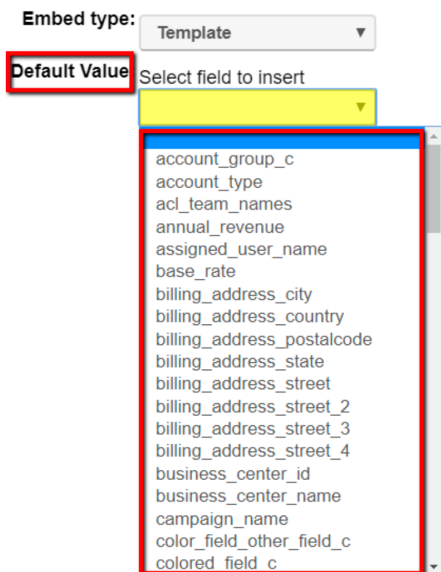 Embed type:
Template
Default Value
Select field to insert
account_group_c
account_type
acl_team_names
annual_revenue
assigned_user_name
base_rate
billing_address_city
billing_address_country
billing_address_postalcode
billing_address_state
billing_address_street
billing_address_street_2
billing_address_street_3
billing_address_street_4
business_center_id
business_center_name
campaign_name
color_field_other_field_c
colored_field_c